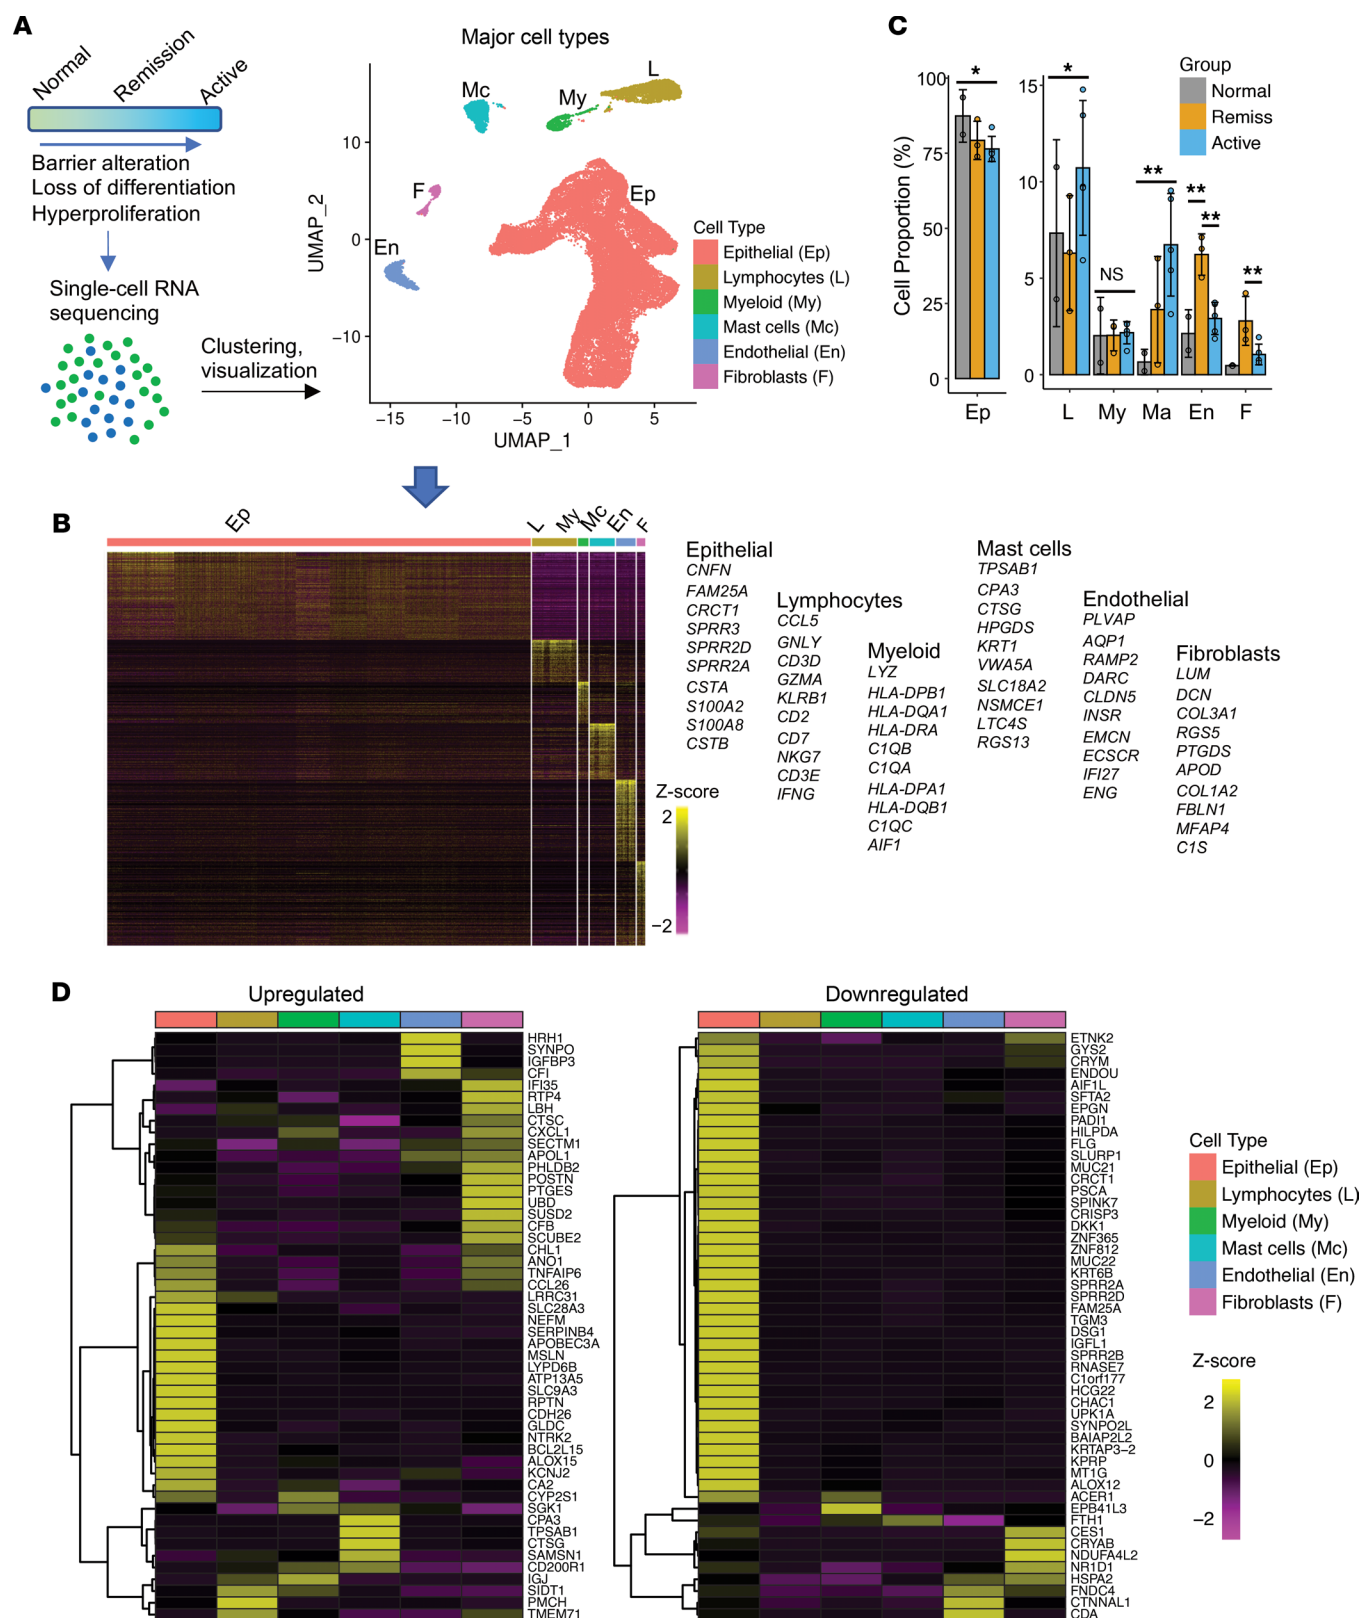 A
Normal
Remission
Active
Barrier alteration
Loss of differentiation
Hyperproliferation
Single-cell RNA
sequencing
Clustering,
visualization
Major cell types
L
Mc
My
F
Ep
En
UMAP_2
10
0
−10
−15
−10
−5
0
5
UMAP_1
Cell Type
Epithelial (Ep)
Lymphocytes (L)
Myeloid (My)
Mast cells (Mc)
Endothelial (En)
Fibroblasts (F)
C
Cell Proportion (%)
100
75
50
25
0
*
Ep
15
10
5
0
*
NS
**
**
**
**
L
My
Ma
En
F
Group
Normal
Remiss
Active
B
Ep
L
My
Mc
En
F
Z-score
2
−2
Epithelial
CNFN
FAM25A
CRCT1
SPRR3
SPRR2D
SPRR2A
CSTA
S100A2
S100A8
CSTB
Lymphocytes
CCL5
GNLY
CD3D
GZMA
KLRB1
CD2
CD7
NKG7
CD3E
IFNG
Myeloid
LYZ
HLA-DPB1
HLA-DQA1
HLA-DRA
C1QB
C1QA
HLA-DPA1
HLA-DQB1
C1QC
AIF1
Mast cells
TPSAB1
CPA3
CTSG
HPGDS
KRT1
VWA5A
SLC18A2
NSMCE1
LTC4S
RGS13
Endothelial
PLVAP
AQP1
RAMP2
DARC
CLDN5
INSR
EMCN
ECSCR
IFI27
ENG
Fibroblasts
LUM
DCN
COL3A1
RGS5
PTGDS
APOD
COL1A2
FBLN1
MFAP4
C1S
D
Upregulated
HRH1
SYNPO
IGFBP3
CFI
IFI35
RTP4
LBH
CTSC
CXCL1
SECTM1
APOL1
PHLDB2
POSTN
PTGES
UBD
SUSD2
CFB
SCUBE2
CHL1
ANO1
TNFAIP6
CCL26
LRRC31
SLC28A3
NEFM
SERPINB4
APOBEC3A
MSLN
LYPD6B
ATP13A5
SLC9A3
RPTN
CDH26
GLDC
NTRK2
BCL2L15
ALOX15
KCNJ2
CA2
CYP2S1
SGK1
CPA3
TPSAB1
CTSG
SAMSN1
CD200R1
IGJ
SIDT1
PMCH
TMEM71
Downregulated
ETNK2
GYS2
CRYM
ENDOU
AIF1L
SFTA2
EPGN
PADI1
HILPDA
FLG
SLURP1
MUC21
CRCT1
PSCA
SPINK7
CRISP3
DKK1
ZNF365
ZNF812
MUC22
KRT6B
SPRR2A
SPRR2D
FAM25A
TGM3
DSG1
IGFL1
SPRR2B
RNASE7
C1orf177
HCG22
CHAC1
UPK1A
SYNPO2L
BAIAP2L2
KRTAP3−2
KPRP
MT1G
ALOX12
ACER1
EPB41L3
FTH1
CES1
CRYAB
NDUFA4L2
NR1D1
HSPA2
FNDC4
CTNNAL1
CDA
Cell Type
Epithelial (Ep)
Lymphocytes (L)
Myeloid (My)
Mast cells (Mc)
Endothelial (En)
Fibroblasts (F)
Z-score
2
0
−2